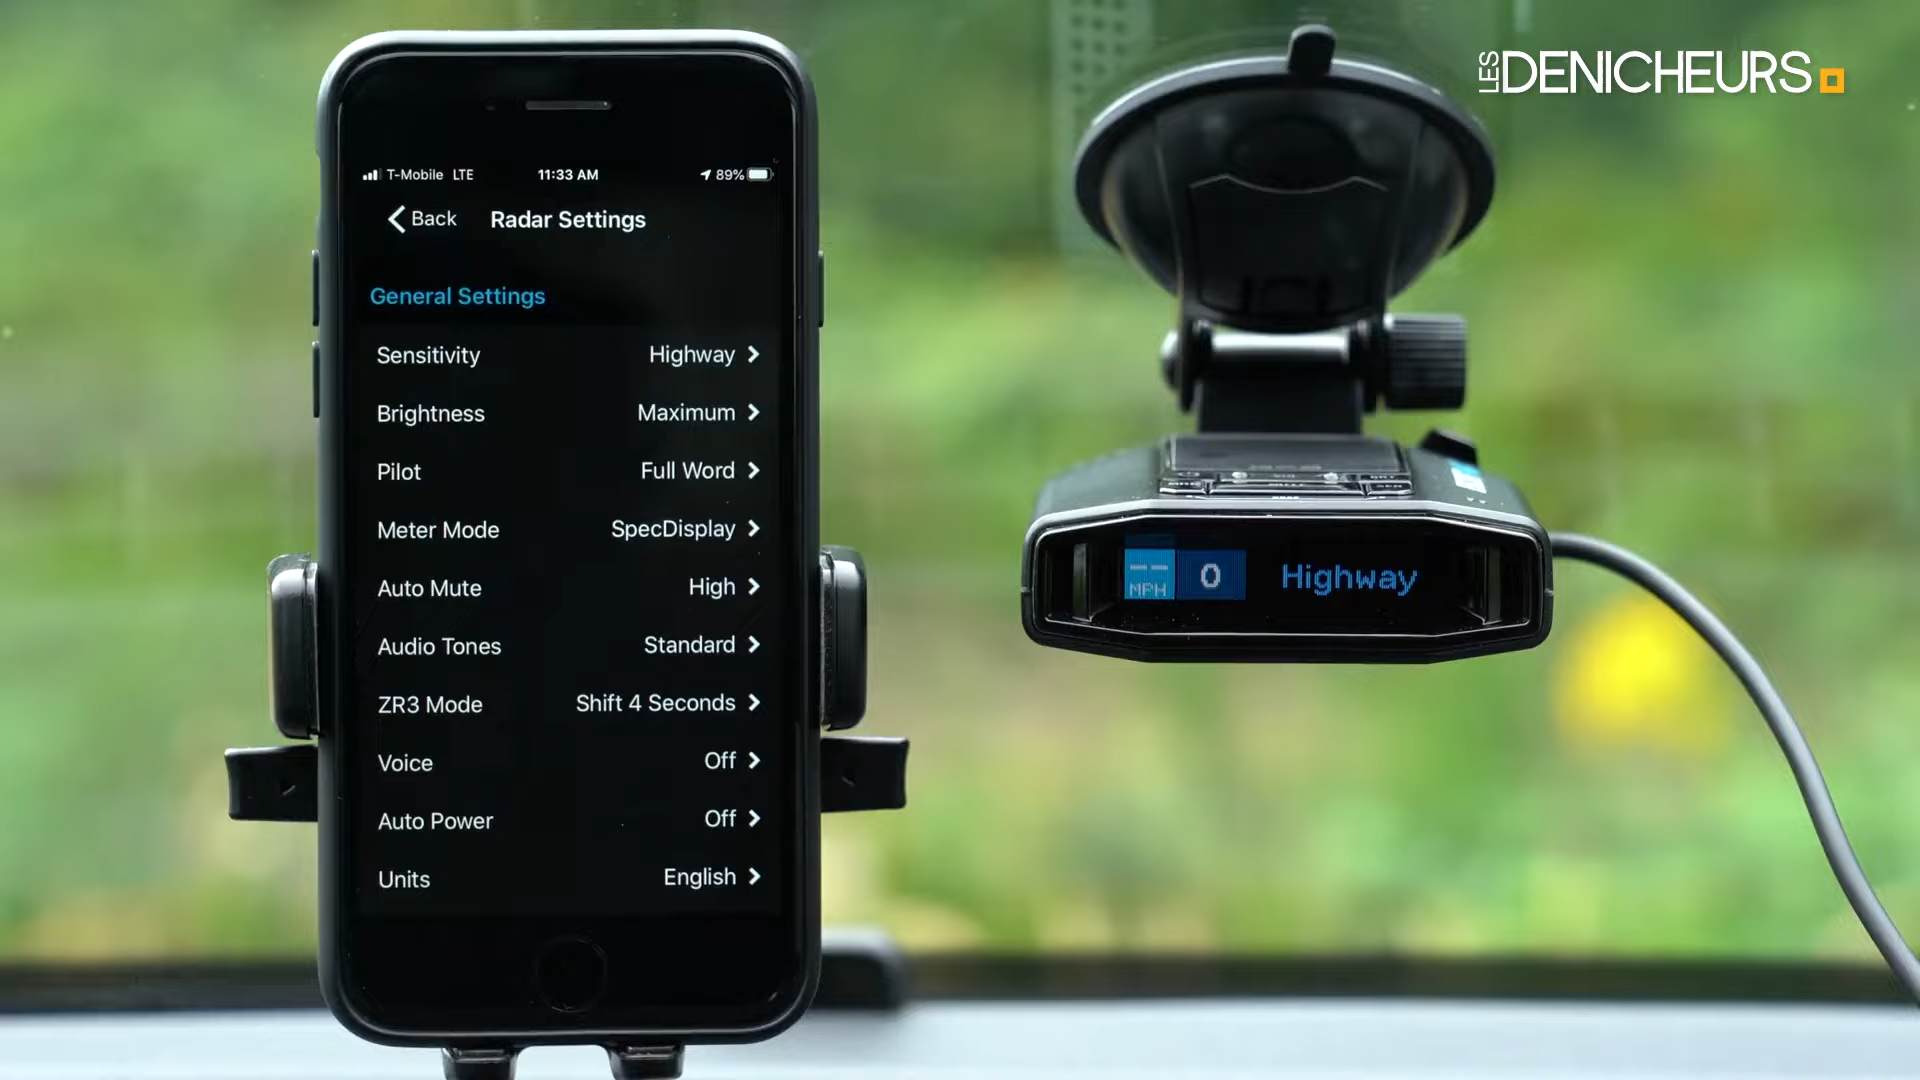 LES DENICHEURS
T-Mobile LTE 11:33 AM 89%
Back Radar Settings
General Settings
Sensitivity Highway
Brightness Maximum
Pilot Full Word
Meter Mode SpecDisplay
Auto Mute High
Audio Tones Standard
ZR3 Mode Shift 4 Seconds
Voice Off
Auto Power Off
Units English
-- MPH 0 Highway